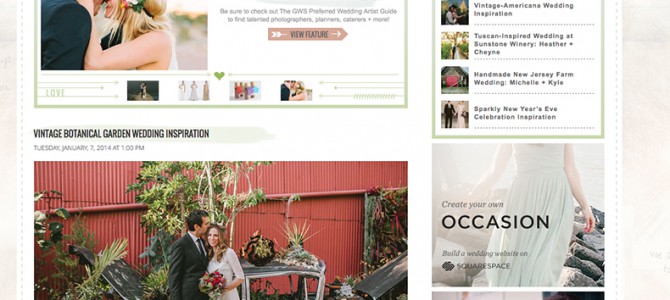 Be sure to check out The GWS Preferred Wedding Artist Guide
to find talented photographers, planners, caterers + more!
VIEW FEATURE
LOVE
VINTAGE BOTANICAL GARDEN WEDDING INSPIRATION
TUESDAY, JANUARY, 7, 2014 AT 1:00 PM
Vintage-Americana Wedding
Inspiration
Tuscan-Inspired Wedding at
Sunstone Winery: Heather +
Cheyne
Handmade New Jersey Farm
Wedding: Michelle + Kyle
Sparkly New Year's Eve
Celebration Inspiration
Create your own
OCCASION
Build a wedding website on
SQUARESPACE